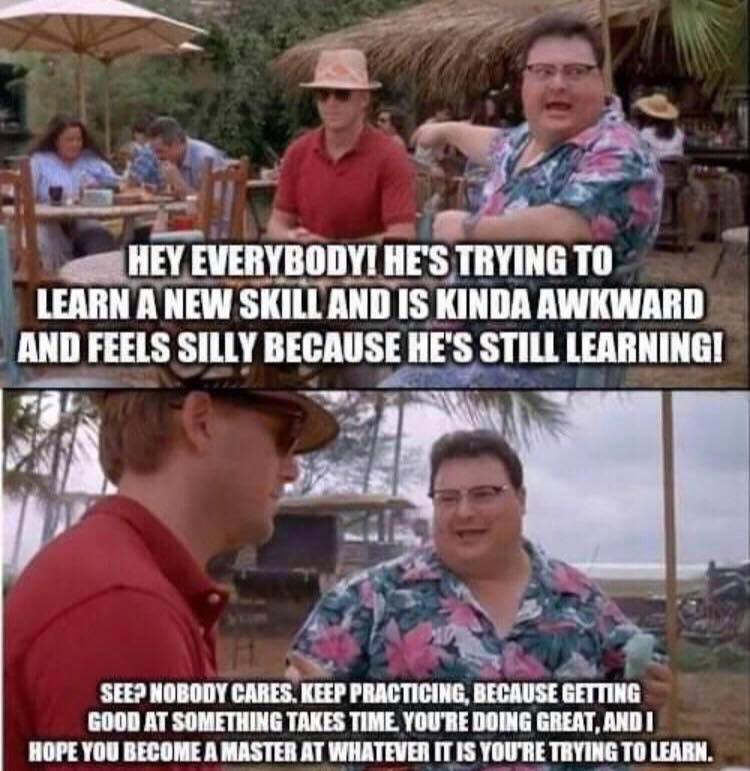 HEY EVERYBODY! HE'S TRYING TO
LEARN A NEW SKILL AND IS KINDA AWKWARD
AND FEELS SILLY BECAUSE HE'S STILL LEARNING!
SEE? NOBODY CARES. KEEP PRACTICING, BECAUSE GETTING
GOOD AT SOMETHING TAKES TIME. YOU'RE DOING GREAT, AND I
HOPE YOU BECOME A MASTER AT WHATEVER IT IS YOU'RE TRYING TO LEARN.